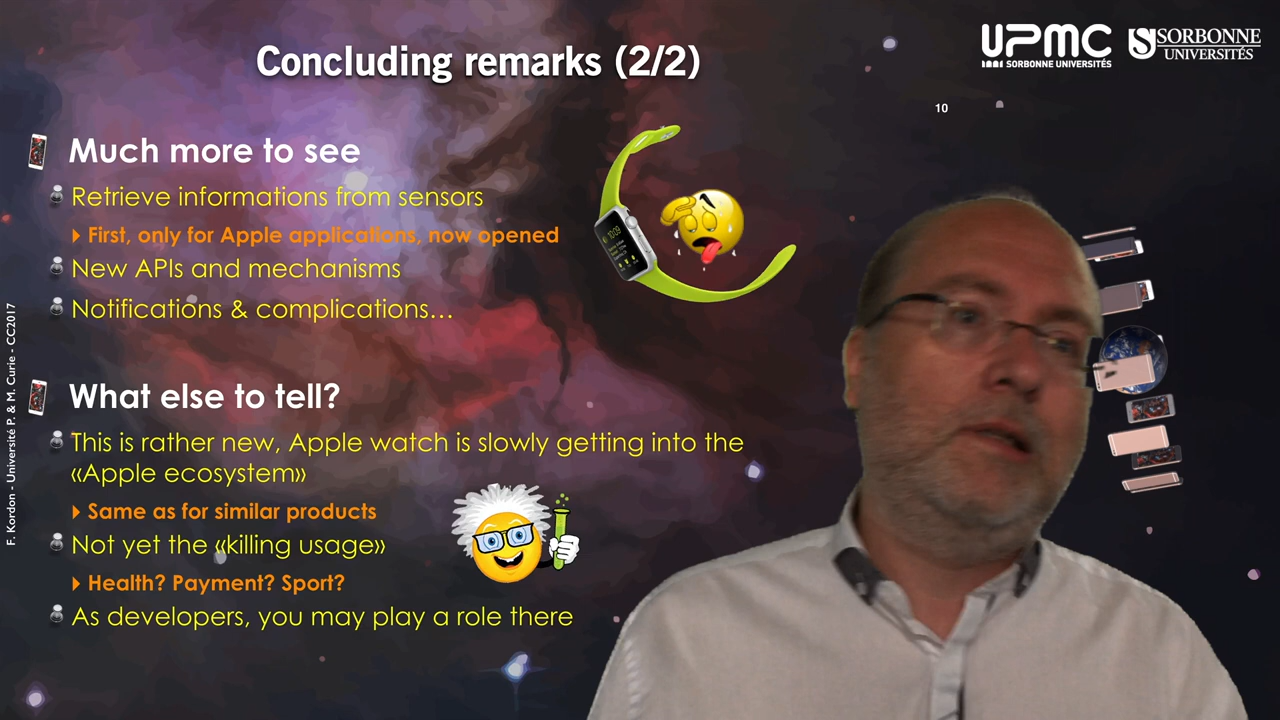 Concluding remarks (2/2)
UPMC
SORBONNE UNIVERSITÉS
SORBONNE
UNIVERSITÉS
10
Much more to see
Retrieve informations from sensors
First, only for Apple applications, now opened
New APIs and mechanisms
Notifications & complications…
10:09
What else to tell?
This is rather new, Apple watch is slowly getting into the
«Apple ecosystem»
Same as for similar products
Not yet the «killing usage»
Health? Payment? Sport?
As developers, you may play a role there
F. Kordon - Université P. & M. Curie - CC2017